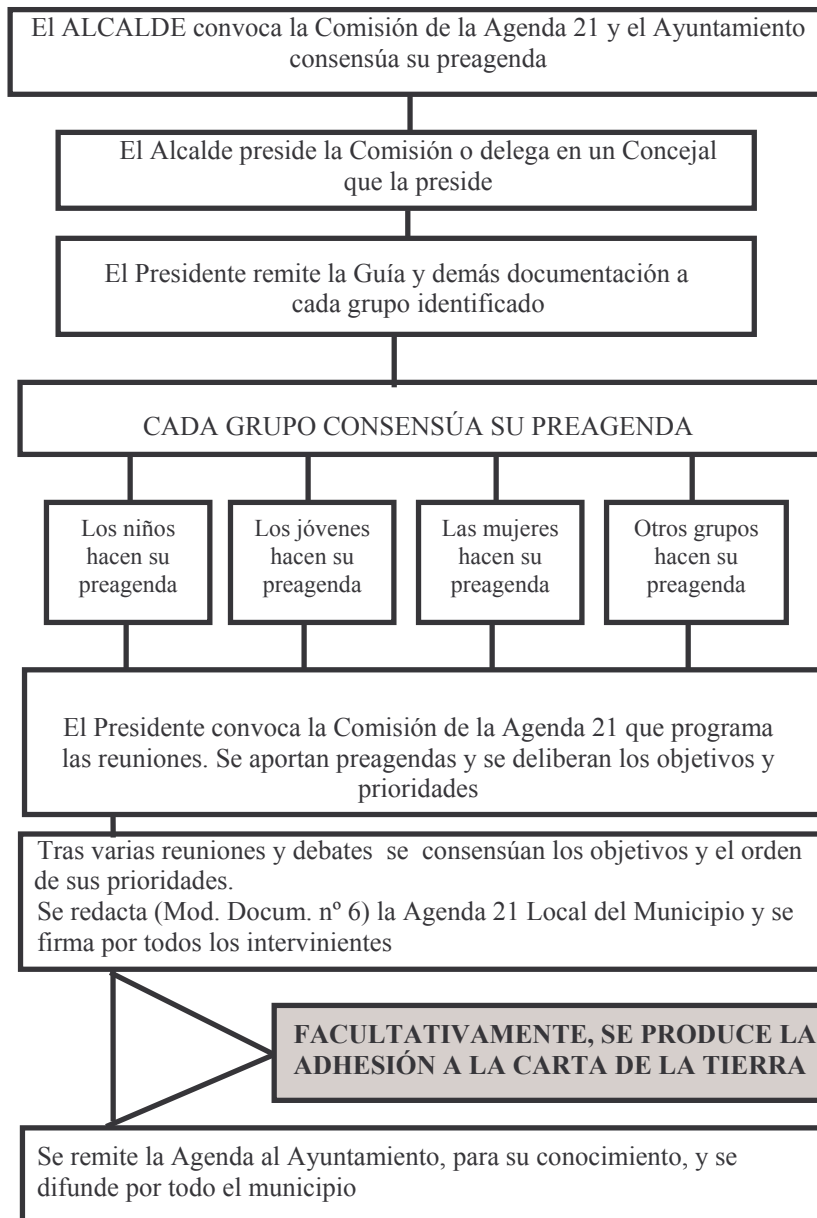 El ALCALDE convoca la Comisión de la Agenda 21 y el Ayuntamiento
consensúa su preagenda
El Alcalde preside la Comisión o delega en un Concejal
que la preside
El Presidente remite la Guía y demás documentación a
cada grupo identificado
CADA GRUPO CONSENSÚA SU PREAGENDA
Los niños
hacen su
preagenda
Los jóvenes
hacen su
preagenda
Las mujeres
hacen su
preagenda
Otros grupos
hacen su
preagenda
El Presidente convoca la Comisión de la Agenda 21 que programa
las reuniones. Se aportan preagendas y se deliberan los objetivos y
prioridades
Tras varias reuniones y debates se consensúan los objetivos y el orden
de sus prioridades.
Se redacta (Mod. Docum. nº 6) la Agenda 21 Local del Municipio y se
firma por todos los intervinientes
FACULTATIVAMENTE, SE PRODUCE LA
ADHESIÓN A LA CARTA DE LA TIERRA
Se remite la Agenda al Ayuntamiento, para su conocimiento, y se
difunde por todo el municipio